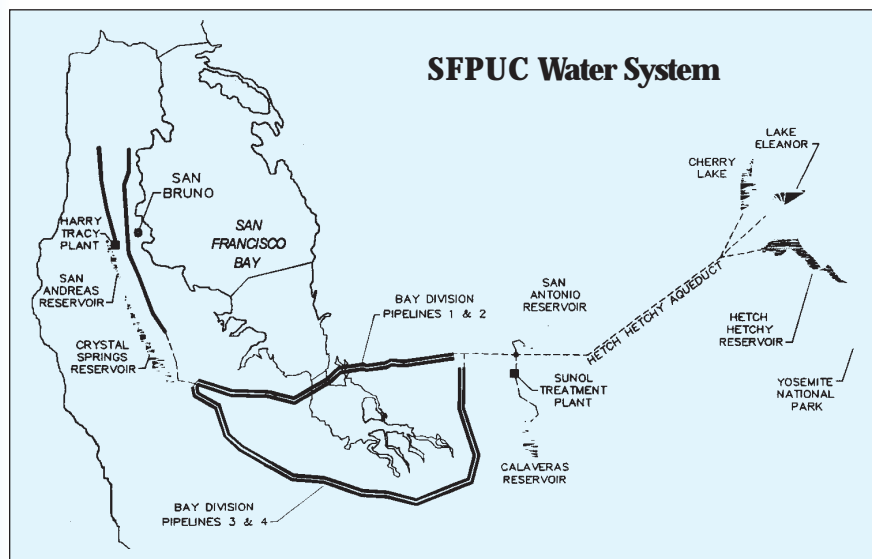 SFPUC Water System
LAKE
ELEANOR
CHERRY
LAKE
SAN
BRUNO
HARRY
TRACY
PLANT
SAN
FRANCISCO
BAY
SAN
ANDREAS
RESERVOIR
SAN
ANTONIO
RESERVOIR
HETCH HETCHY AQUEDUCT
BAY DIVISION
PIPELINES 1 & 2
HETCH
HETCHY
RESERVOIR
CRYSTAL
SPRINGS
RESERVOIR
SUNOL
TREATMENT
PLANT
YOSEMITE
NATIONAL
PARK
CALAVERAS
RESERVOIR
BAY DIVISION
PIPELINES 3 & 4